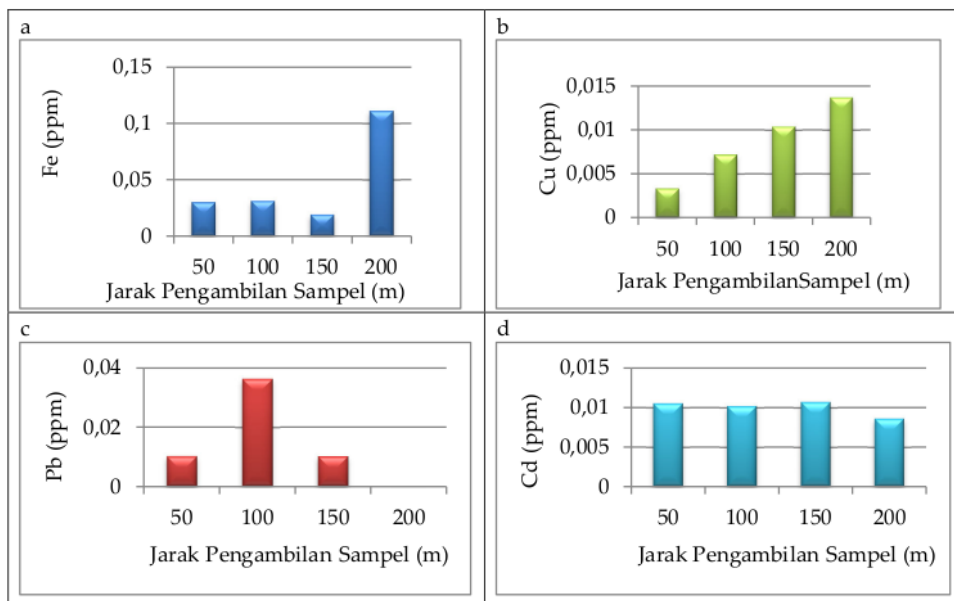 a
0,15
0,1
0,05
0
Fe (ppm)
50 100 150 200
Jarak Pengambilan Sampel (m)
b
0,015
0,01
0,005
0
Cu (ppm)
50 100 150 200
Jarak PengambilanSampel (m)
c
0,04
0,02
0
Pb (ppm)
50 100 150 200
Jarak Pengambilan Sampel (m)
d
0,015
0,01
0,005
0
Cd (ppm)
50 100 150 200
Jarak Pengambilan Sampel (m)